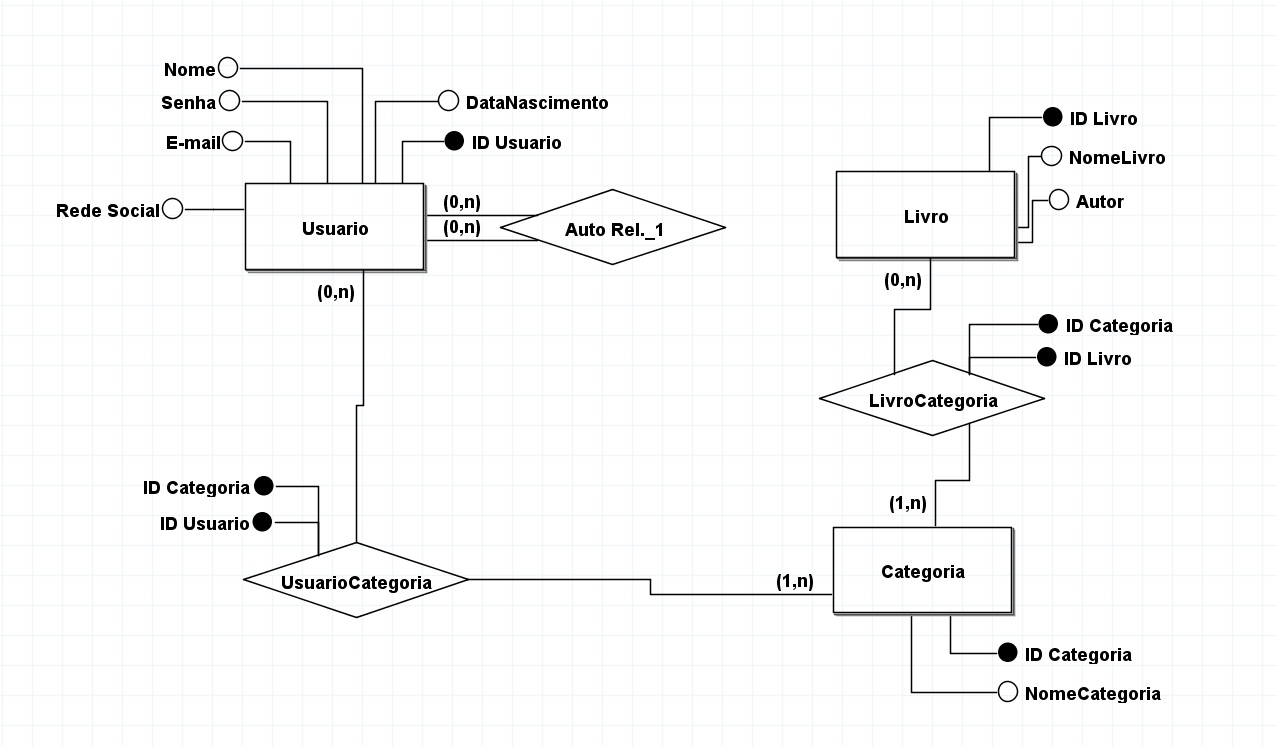 Nome
Senha
DataNascimento
E-mail
ID Usuario
Rede Social
Usuario
(0,n)
(0,n)
Auto Rel._1
(0,n)
ID Livro
NomeLivro
Autor
Livro
(0,n)
ID Categoria
ID Livro
LivroCategoria
(1,n)
ID Categoria
ID Usuario
UsuarioCategoria
(1,n)
Categoria
ID Categoria
NomeCategoria